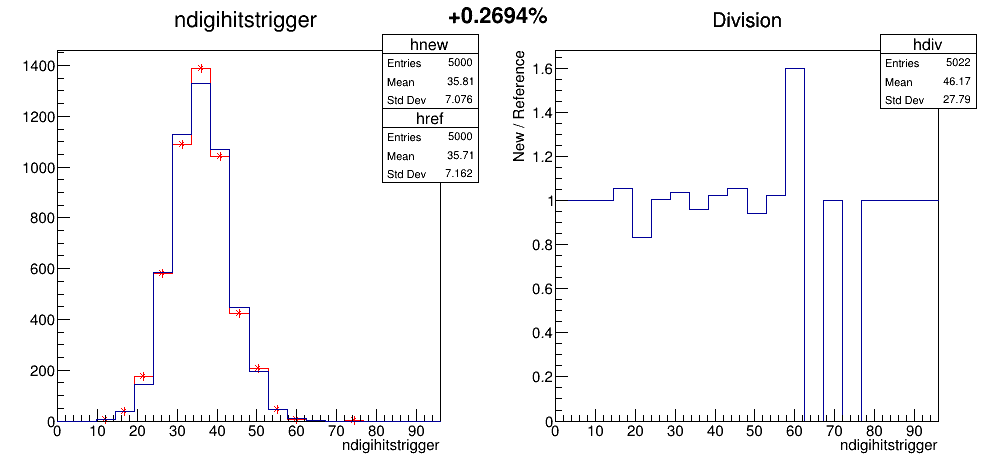 +0.2694%
ndigihitstrigger
hnew
Entries 5000
Mean 35.81
Std Dev 7.076
href
Entries 5000
Mean 35.71
Std Dev 7.162
1400
1200
1000
800
600
400
200
0
0 10 20 30 40 50 60 70 80 90
ndigihitstrigger
Division
hdiv
Entries 5022
Mean 46.17
Std Dev 27.79
New / Reference
1.6
1.4
1.2
1
0.8
0.6
0.4
0.2
0
0 10 20 30 40 50 60 70 80 90
ndigihitstrigger